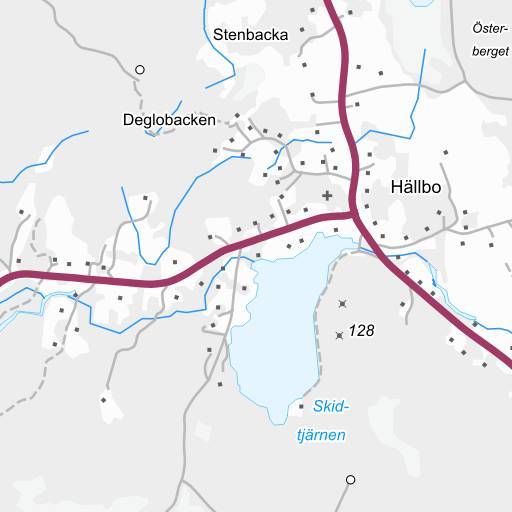 Stenbacka
Öster-
berget
Deglobacken
Hällbo
128
Skid-
tjärnen